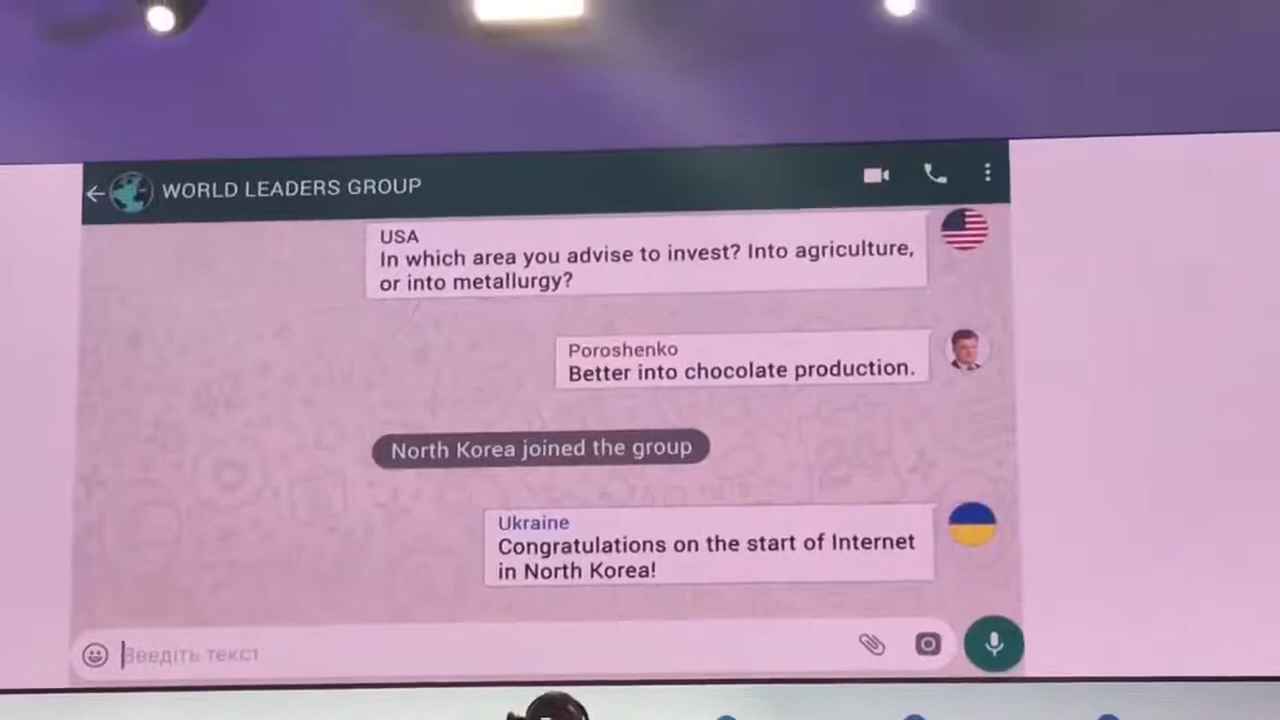 WORLD LEADERS GROUP
USA
In which area you advise to invest? Into agriculture,
or into metallurgy?
Poroshenko
Better into chocolate production.
North Korea joined the group
Ukraine
Congratulations on the start of Internet
in North Korea!
Введіть текст